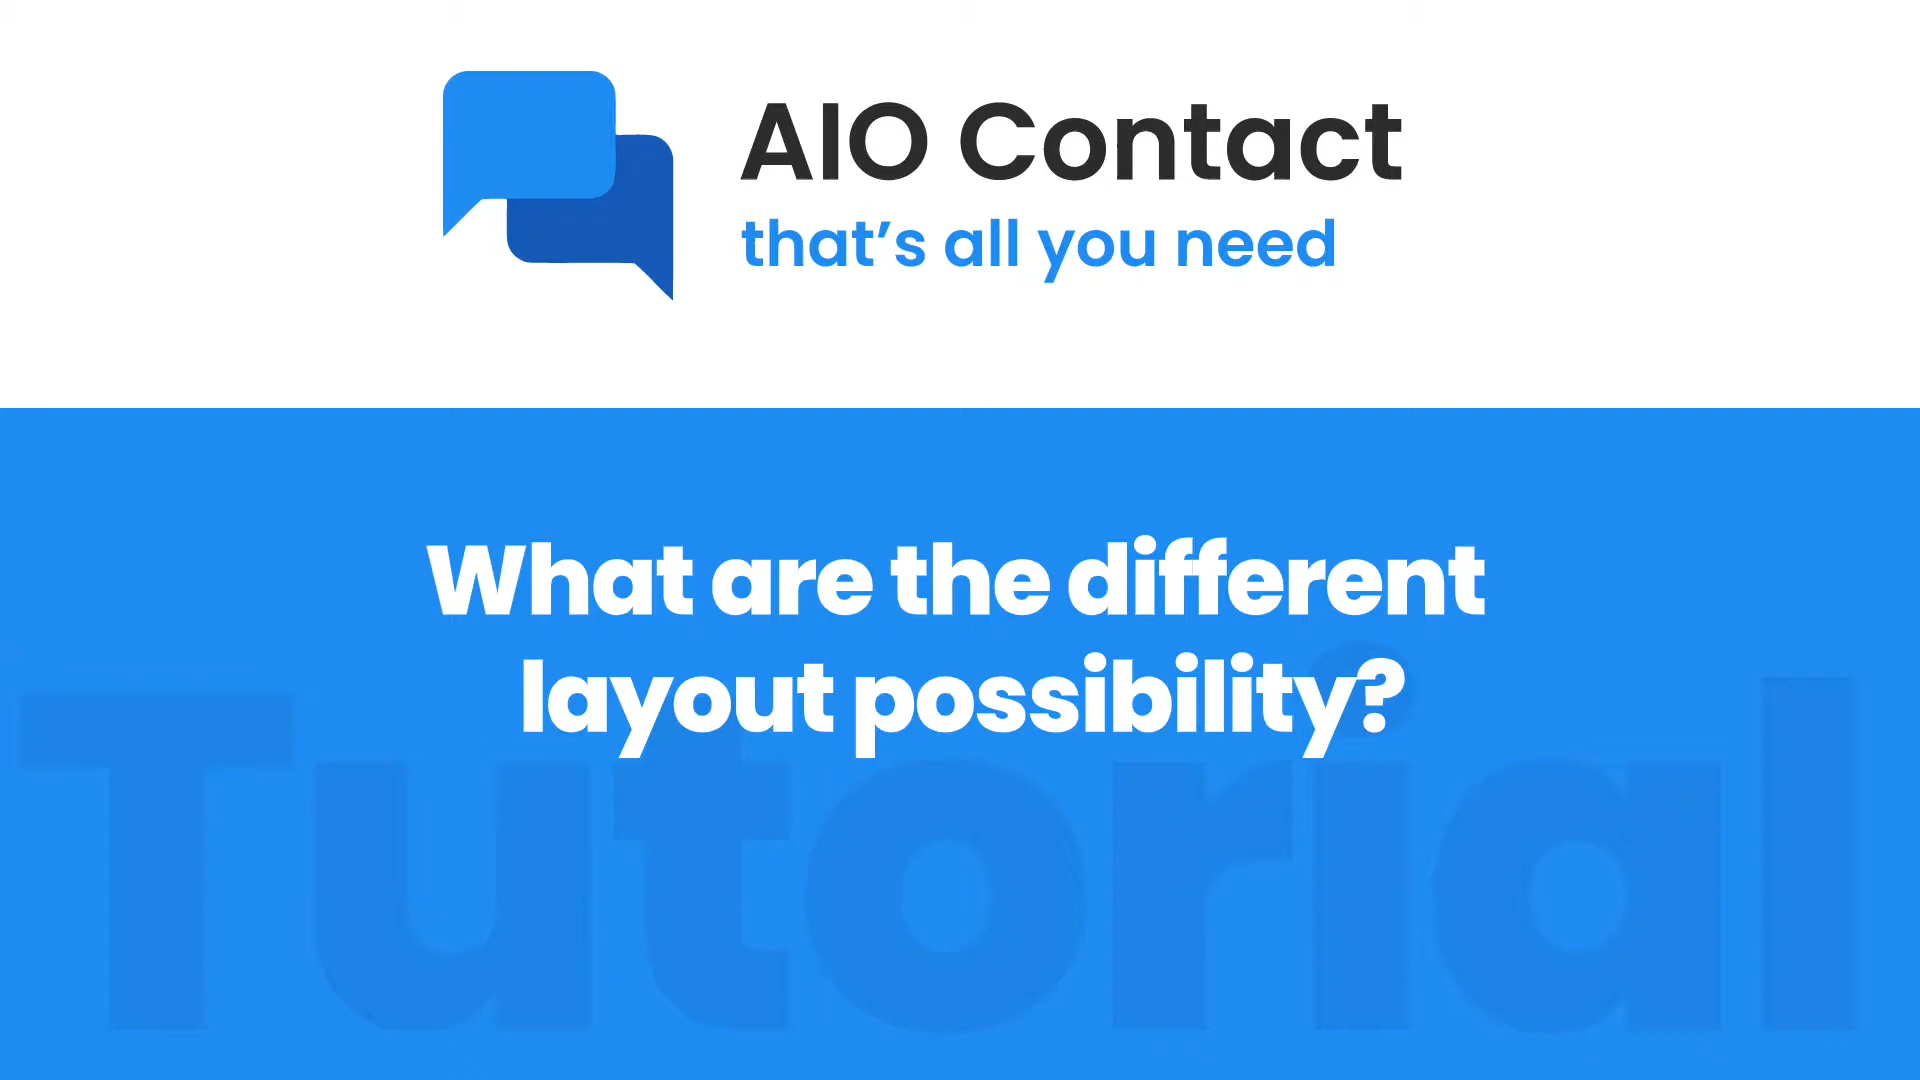 AIO Contact
that’s all you need
What are the different
layout possibility?
Tutorial